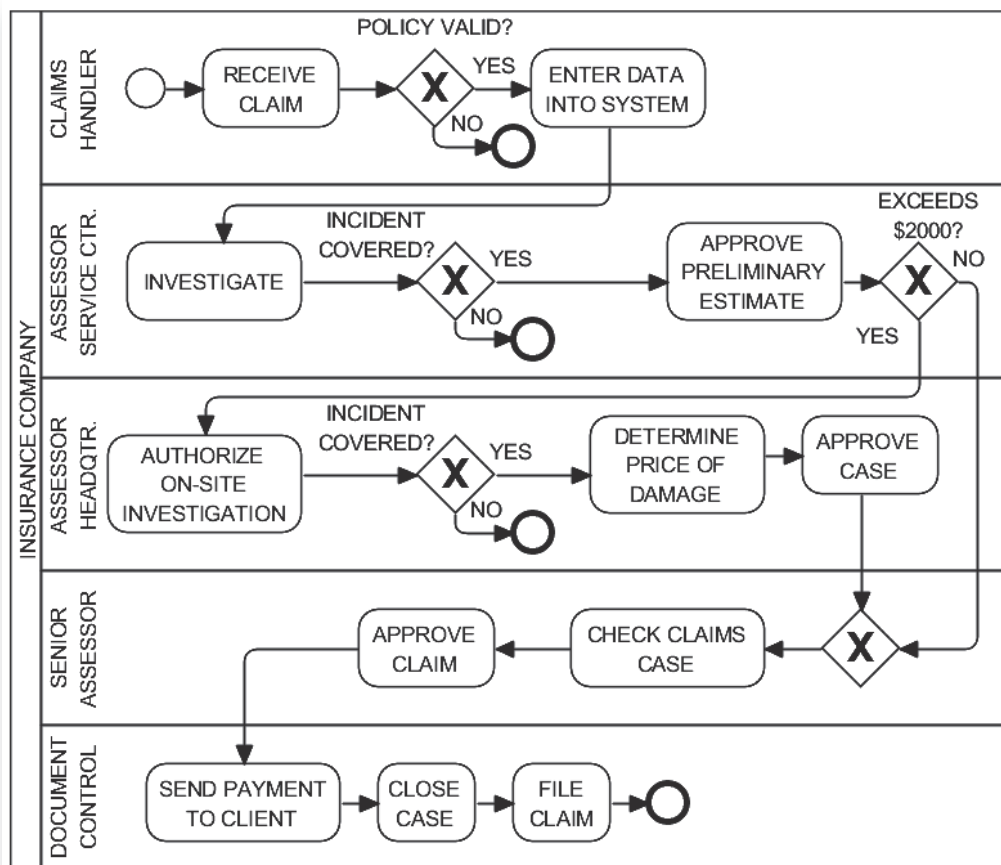 INSURANCE COMPANY
CLAIMS
HANDLER
RECEIVE
CLAIM
POLICY VALID?
X
YES
NO
ENTER DATA
INTO SYSTEM
ASSESSOR
SERVICE CTR.
INVESTIGATE
INCIDENT
COVERED?
X
YES
NO
APPROVE
PRELIMINARY
ESTIMATE
EXCEEDS
$2000?
X
NO
YES
ASSESSOR
HEADQTR.
AUTHORIZE
ON-SITE
INVESTIGATION
INCIDENT
COVERED?
X
YES
NO
DETERMINE
PRICE OF
DAMAGE
APPROVE
CASE
SENIOR
ASSESSOR
X
CHECK CLAIMS
CASE
APPROVE
CLAIM
DOCUMENT
CONTROL
SEND PAYMENT
TO CLIENT
CLOSE
CASE
FILE
CLAIM